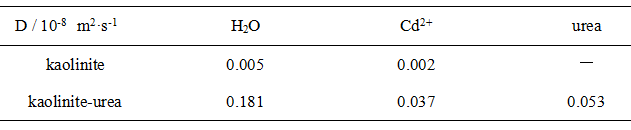 D / 10⁻⁸ m²·s⁻¹ H₂O Cd²⁺ urea
kaolinite 0.005 0.002 —
kaolinite-urea 0.181 0.037 0.053